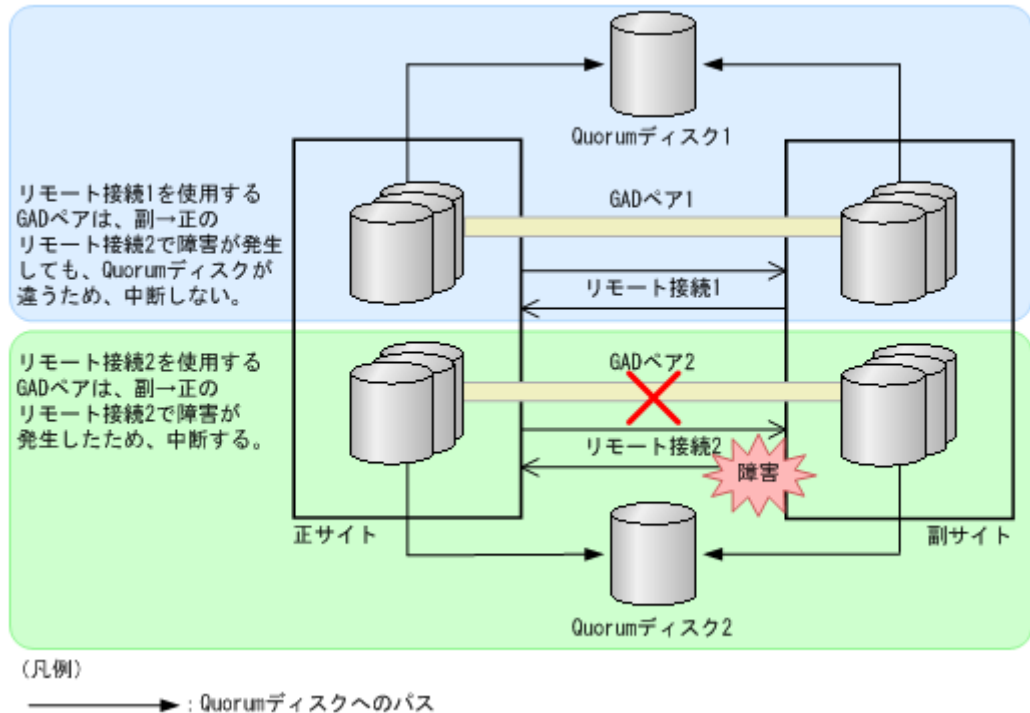 Quorumディスク1
リモート接続1を使用する
GADペアは、副→正の
リモート接続2で障害が発生
しても、Quorumディスクが
違うため、中断しない。
GADペア1
リモート接続1
リモート接続2を使用する
GADペアは、副→正の
リモート接続2で障害が
発生したため、中断する。
GADペア2
リモート接続2
障害
正サイト
副サイト
Quorumディスク2
(凡例)
:Quorumディスクへのパス